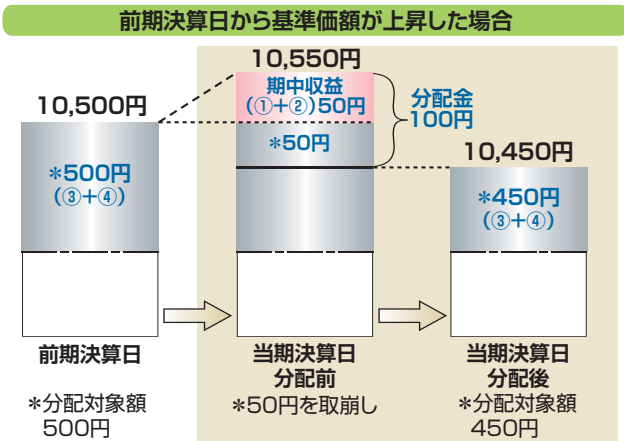 前期決算日から基準価額が上昇した場合
10,550円
期中収益
(①+②)50円
分配金
100円
10,500円
*50円
10,450円
*500円
(③+④)
*450円
(③+④)
前期決算日
当期決算日
分配前
当期決算日
分配後
*分配対象額
500円
*50円を取崩し
*分配対象額
450円